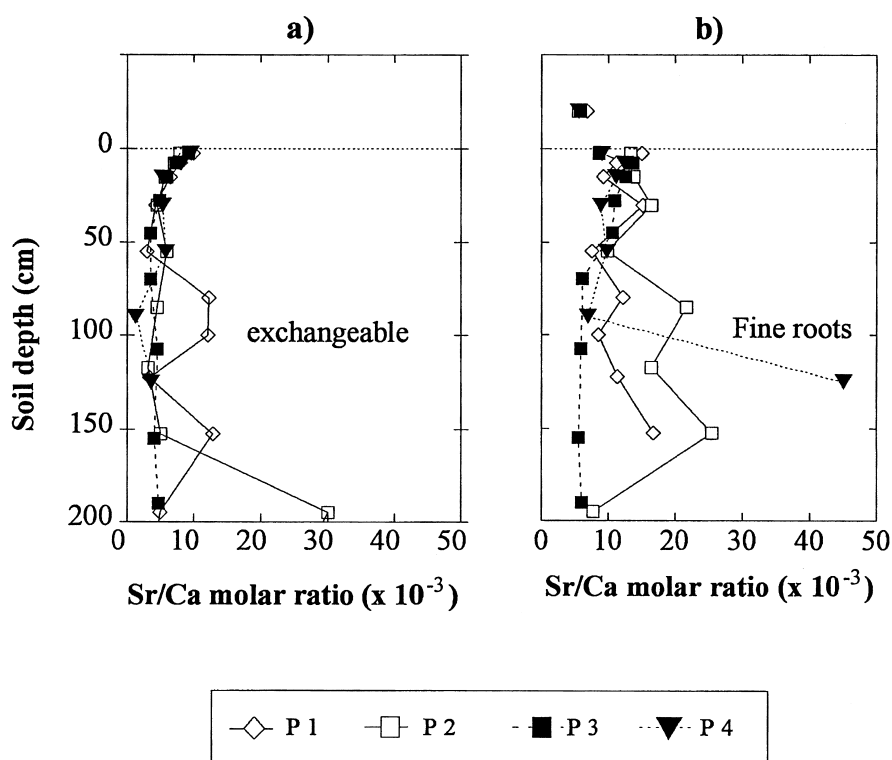 a) b)
0
50
100
150
200
Soil depth (cm)
exchangeable
Fine roots
0 10 20 30 40 50 0 10 20 30 40 50
Sr/Ca molar ratio (x 10⁻³) Sr/Ca molar ratio (x 10⁻³)
P 1 P 2 P 3 P 4